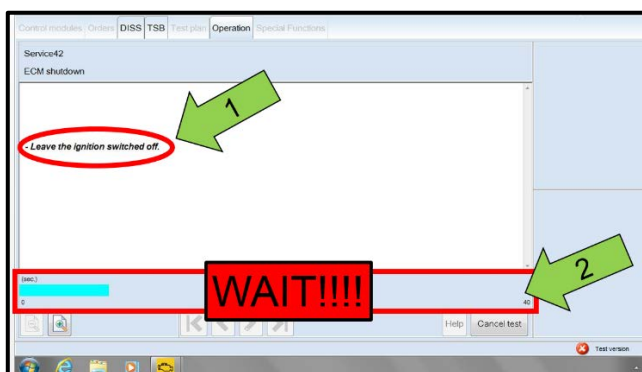 Control modules Orders DISS TSB Test plan Operation Special Functions
Service42
ECM shutdown
1
- Leave the ignition switched off.
2
(sec.)
WAIT!!!!
0 40
Help Cancel test
Test version